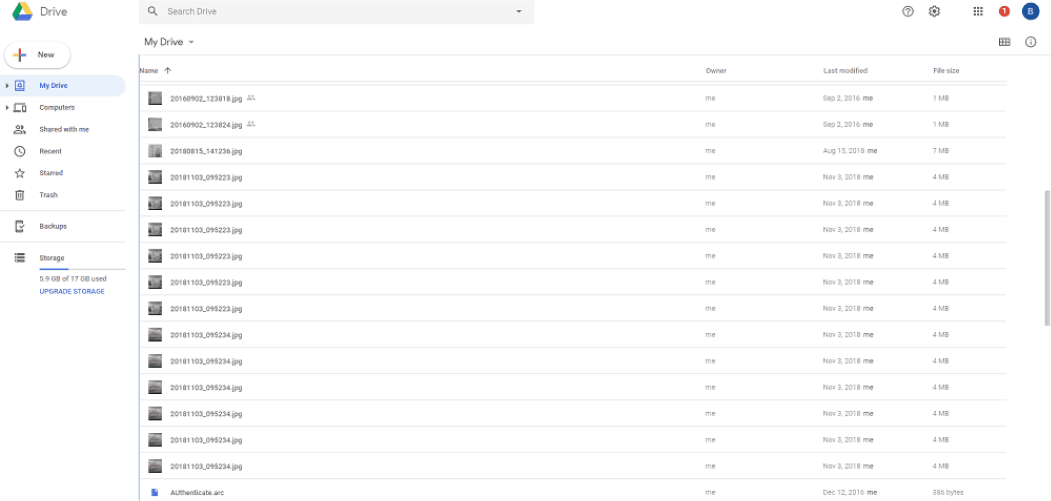 Drive
Search Drive
1
B
New
My Drive
My Drive
Computers
Shared with me
Recent
Starred
Trash
Backups
Storage
5.9 GB of 17 GB used
UPGRADE STORAGE
Name Owner Last modified File size
20160902_123818.jpg me Sep 2, 2016 me 1 MB
20160902_123824.jpg me Sep 2, 2016 me 1 MB
20180815_141236.jpg me Aug 15, 2018 me 7 MB
20181103_095223.jpg me Nov 3, 2018 me 4 MB
20181103_095223.jpg me Nov 3, 2018 me 4 MB
20181103_095223.jpg me Nov 3, 2018 me 4 MB
20181103_095223.jpg me Nov 3, 2018 me 4 MB
20181103_095223.jpg me Nov 3, 2018 me 4 MB
20181103_095223.jpg me Nov 3, 2018 me 4 MB
20181103_095234.jpg me Nov 3, 2018 me 4 MB
20181103_095234.jpg me Nov 3, 2018 me 4 MB
20181103_095234.jpg me Nov 3, 2018 me 4 MB
20181103_095234.jpg me Nov 3, 2018 me 4 MB
20181103_095234.jpg me Nov 3, 2018 me 4 MB
20181103_095234.jpg me Nov 3, 2018 me 4 MB
AUthenticate.arc me Dec 12, 2016 me 386 bytes